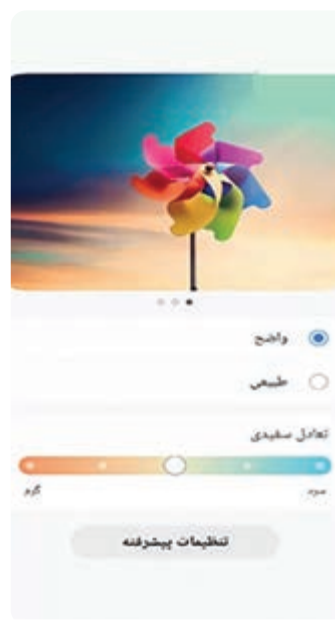 واضح
طبیعی
تعادل سفیدی
سرد
گرم
تنظیمات پیشرفته